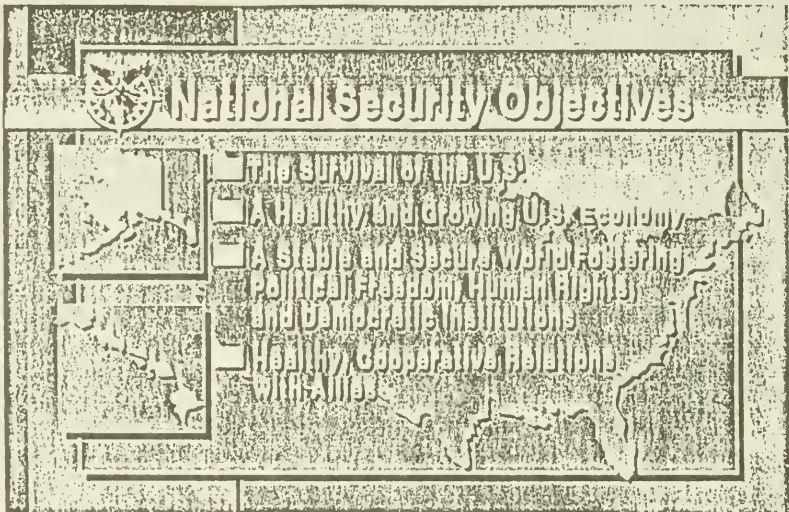 National Security Objectives
The Survival of the U.S.
A Healthy and Growing U.S. Economy
A Stable and Secure World Fostering
Political Freedom, Human Rights,
and Democratic Institutions
Healthy, Cooperative Relations
With Allies